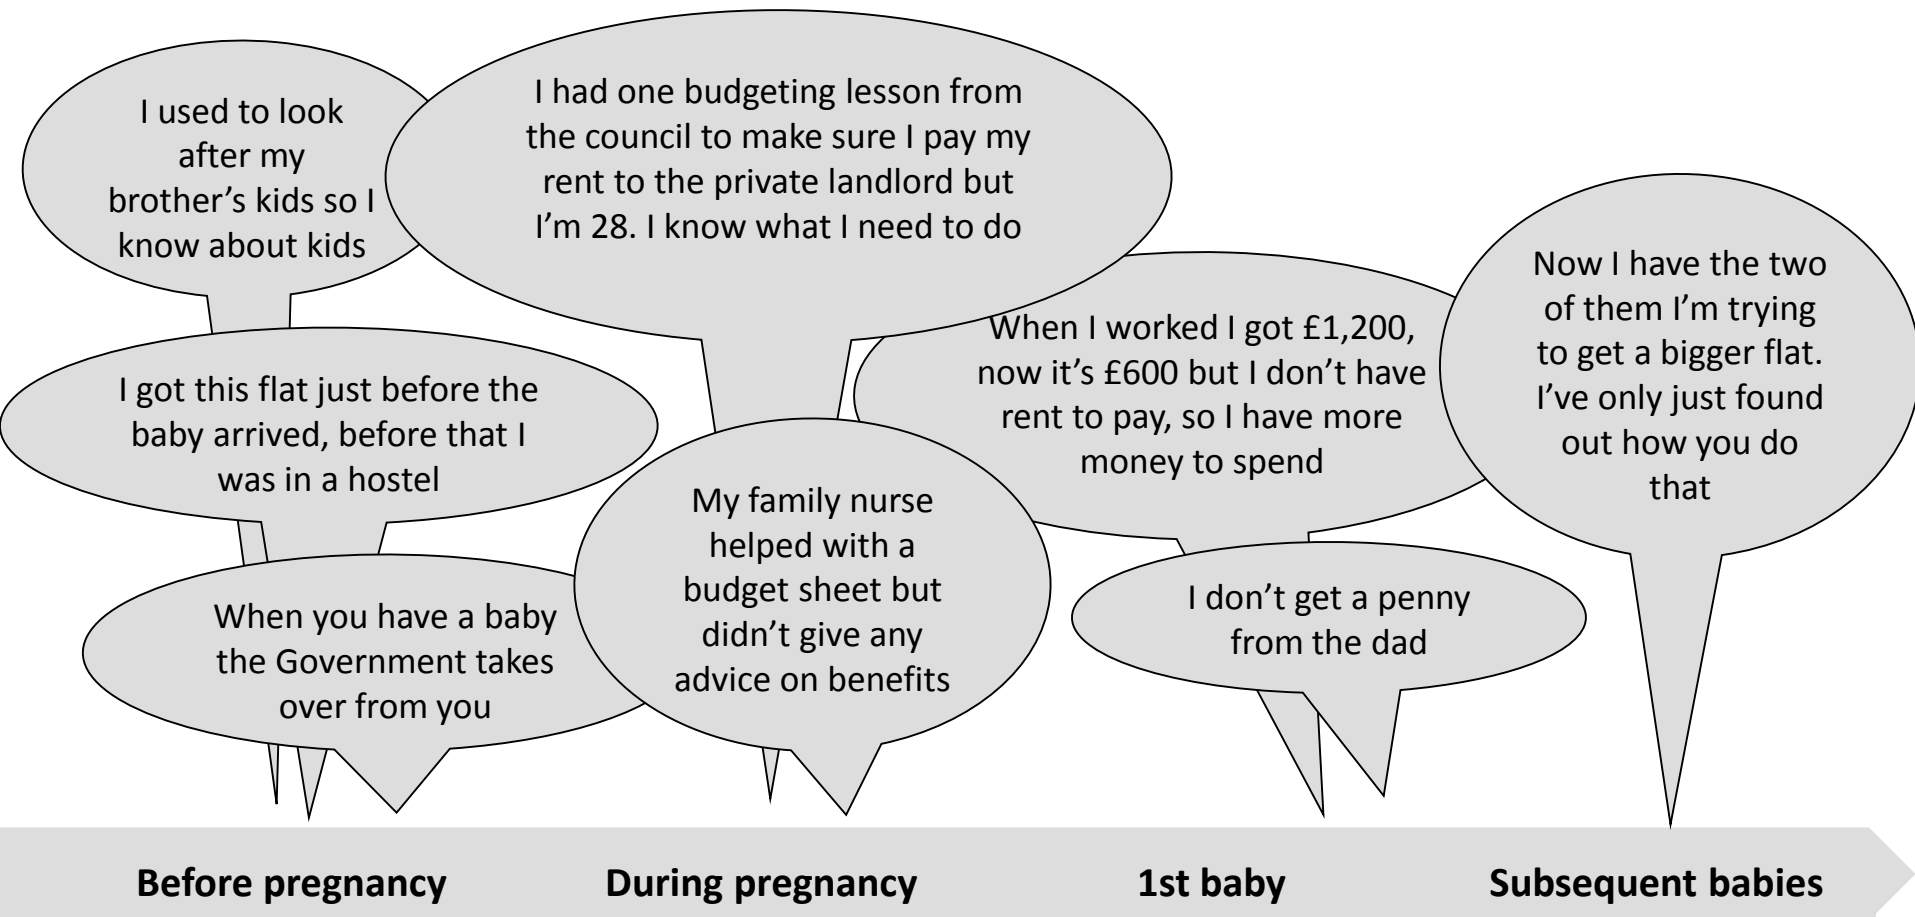 I used to look
after my
brother’s kids so I
know about kids
I had one budgeting lesson from
the council to make sure I pay my
rent to the private landlord but
I’m 28. I know what I need to do
I got this flat just before the
baby arrived, before that I
was in a hostel
When I worked I got £1,200,
now it’s £600 but I don’t have
rent to pay, so I have more
money to spend
Now I have the two
of them I’m trying
to get a bigger flat.
I’ve only just found
out how you do
that
When you have a baby
the Government takes
over from you
My family nurse
helped with a
budget sheet but
didn’t give any
advice on benefits
I don’t get a penny
from the dad
Before pregnancy
During pregnancy
1st baby
Subsequent babies